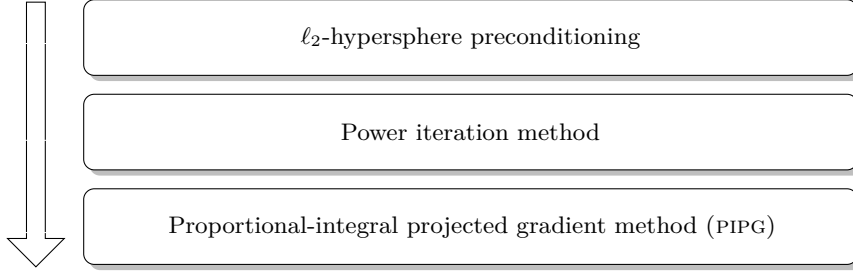 ℓ₂-hypersphere preconditioning
Power iteration method
Proportional-integral projected gradient method (PIPG)